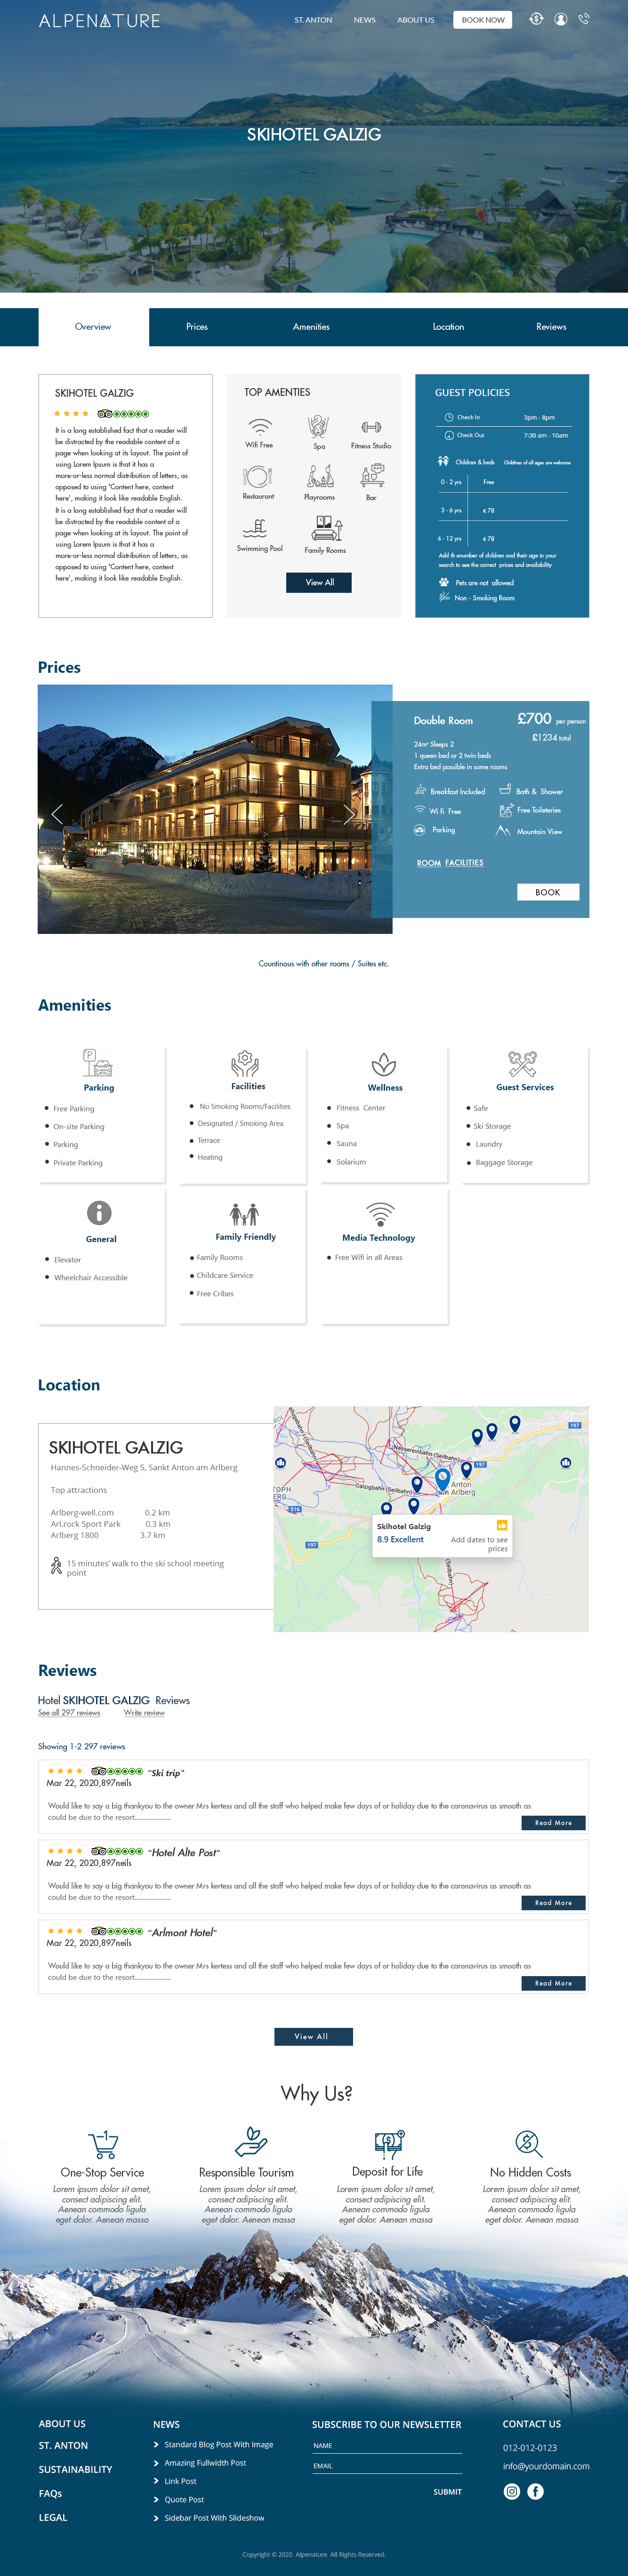 ALPENATURE
ST. ANTON
NEWS
ABOUT US
BOOK NOW
SKIHOTEL GALZIG
Overview
Prices
Amenities
Location
Reviews
SKIHOTEL GALZIG
It is a long established fact that a reader will
be distracted by the readable content of a
page when looking at its layout. The point of
using Lorem Ipsum is that it has a
more-or-less normal distribution of letters, as
opposed to using 'Content here, content
here', making it look like readable English.
It is a long established fact that a reader will
be distracted by the readable content of a
page when looking at its layout. The point of
using Lorem Ipsum is that it has a
more-or-less normal distribution of letters, as
opposed to using 'Content here, content
here', making it look like readable English.
TOP AMENTIES
Wifi Free
Spa
Fitness Studio
Restaurant
Playrooms
Bar
Swimming Pool
Family Rooms
View All
GUEST POLICIES
Check In
3pm - 8pm
Check Out
7:30 am - 10am
Children & beds
Children of all ages are welcome
0 - 2 yrs
Free
3 - 6 yrs
€ 78
6 - 12 yrs
€ 78
Add th enumber of children and their age in your
search to see the correct prices and availability
Pets are not allowed
Non - Smoking Room
Prices
Double Room
£700 per person
£1234 total
24m² Sleeps 2
1 queen bed or 2 twin beds
Extra bed possible in some rooms
Breakfast Included
Bath & Shower
Wi fi Free
Free Toileteries
Parking
Mountain View
ROOM FACILITIES
BOOK
Countinous with other rooms / Suites etc.
Amenities
Parking
Free Parking
On-site Parking
Parking
Private Parking
Facilities
No Smoking Rooms/Facilities
Designated / Smoking Area
Terrace
Heating
Wellness
Fitness Center
Spa
Sauna
Solarium
Guest Services
Safe
Ski Storage
Laundry
Baggage Storage
General
Elevator
Wheelchair Accessible
Family Friendly
Family Rooms
Childcare Service
Free Cribes
Media Technology
Free Wifi in all Areas
Location
SKIHOTEL GALZIG
Hannes-Schneider-Weg 5, Sankt Anton am Arlberg
Top attractions
Arlberg-well.com 0.2 km
Arl.rock Sport Park 0.3 km
Arlberg 1800 3.7 km
15 minutes' walk to the ski school meeting
point
197
Nassereinbahn (Seilbahn)
197
Galzigbahn (Seilbahn)
Anton
Arlberg
TOPH
BERG
S16
197
(Seilbahn)
Skihotel Galzig
8.9 Excellent
Add dates to see
prices
Reviews
Hotel SKIHOTEL GALZIG Reviews
See all 297 reviews
Write review
Showing 1-2 297 reviews
"Ski trip"
Mar 22, 2020,897neils
Would like to say a big thankyou to the owner Mrs kertess and all the staff who helped make few days of or holiday due to the coronavirus as smooth as
could be due to the resort....................
Read More
"Hotel Alte Post"
Mar 22, 2020,897neils
Would like to say a big thankyou to the owner Mrs kertess and all the staff who helped make few days of or holiday due to the coronavirus as smooth as
could be due to the resort....................
Read More
"Arlmont Hotel"
Mar 22, 2020,897neils
Would like to say a big thankyou to the owner Mrs kertess and all the staff who helped make few days of or holiday due to the coronavirus as smooth as
could be due to the resort....................
Read More
View All
Why Us?
One-Stop Service
Lorem ipsum dolor sit amet,
consect adipiscing elit.
Aenean commodo ligula
eget dolor. Aenean massa
Responsible Tourism
Lorem ipsum dolor sit amet,
consect adipiscing elit.
Aenean commodo ligula
eget dolor. Aenean massa
Deposit for Life
Lorem ipsum dolor sit amet,
consect adipiscing elit.
Aenean commodo ligula
eget dolor. Aenean massa
No Hidden Costs
Lorem ipsum dolor sit amet,
consect adipiscing elit.
Aenean commodo ligula
eget dolor. Aenean massa
ABOUT US
ST. ANTON
SUSTAINABILITY
FAQs
LEGAL
NEWS
Standard Blog Post With Image
Amazing Fullwidth Post
Link Post
Quote Post
Sidebar Post With Slideshow
SUBSCRIBE TO OUR NEWSLETTER
NAME
EMAIL
SUBMIT
CONTACT US
012-012-0123
info@yourdomain.com
Copyright © 2020 Alpenature All Rights Reserved.